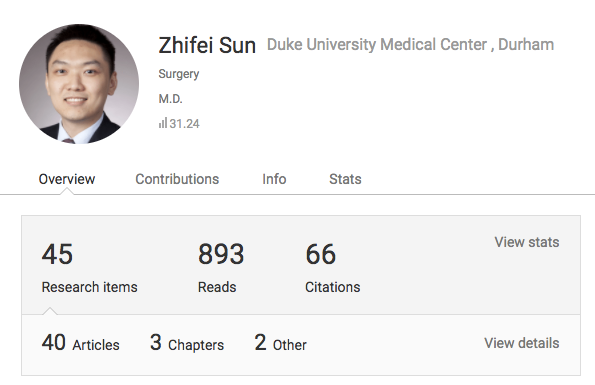 Zhifei Sun Duke University Medical Center , Durham
Surgery
M.D.
31.24
Overview Contributions Info Stats
45 893 66 View stats
Research items Reads Citations
40 Articles 3 Chapters 2 Other View details